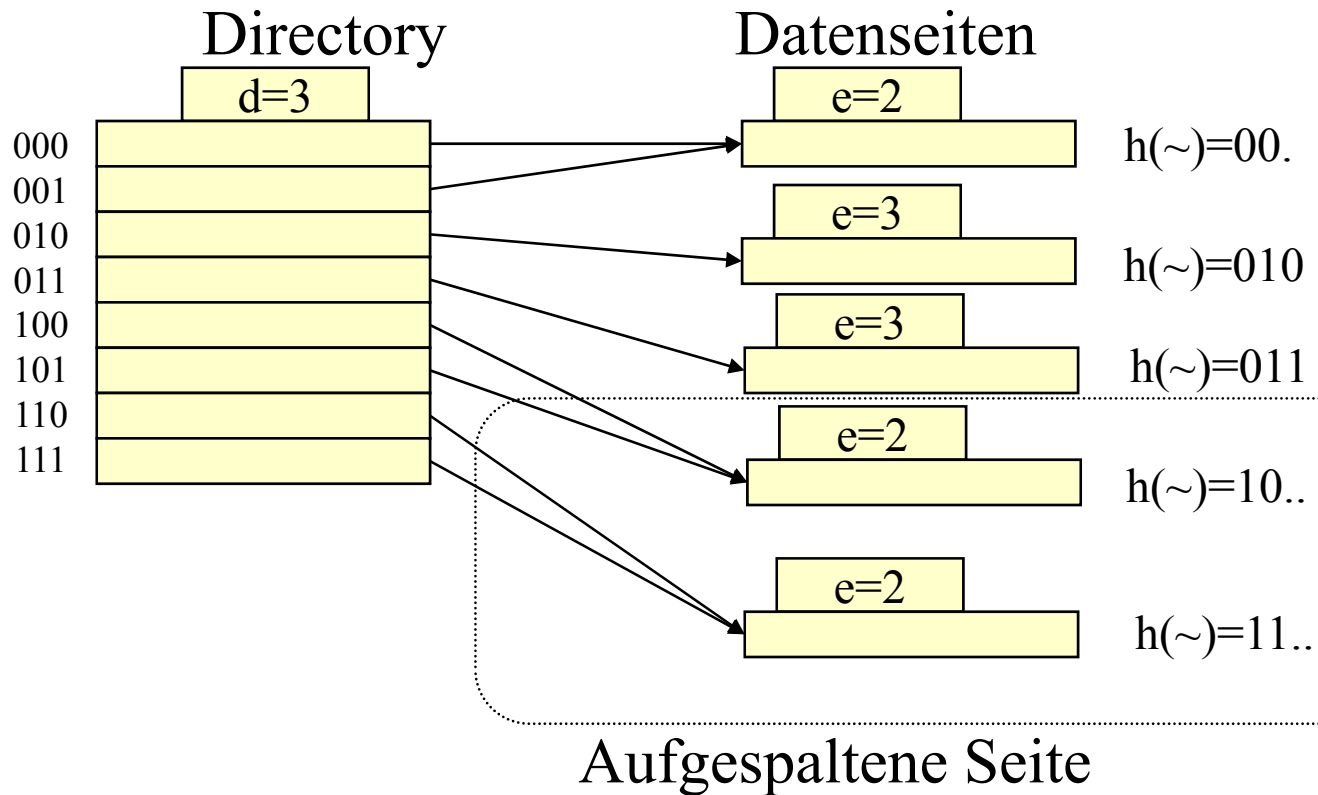 Directory
Datenseiten
d=3
e=2
000
h(~)=00.
001
e=3
010
h(~)=010
011
e=3
100
h(~)=011
101
e=2
110
111
h(~)=10..
e=2
h(~)=11..
Aufgespaltene Seite